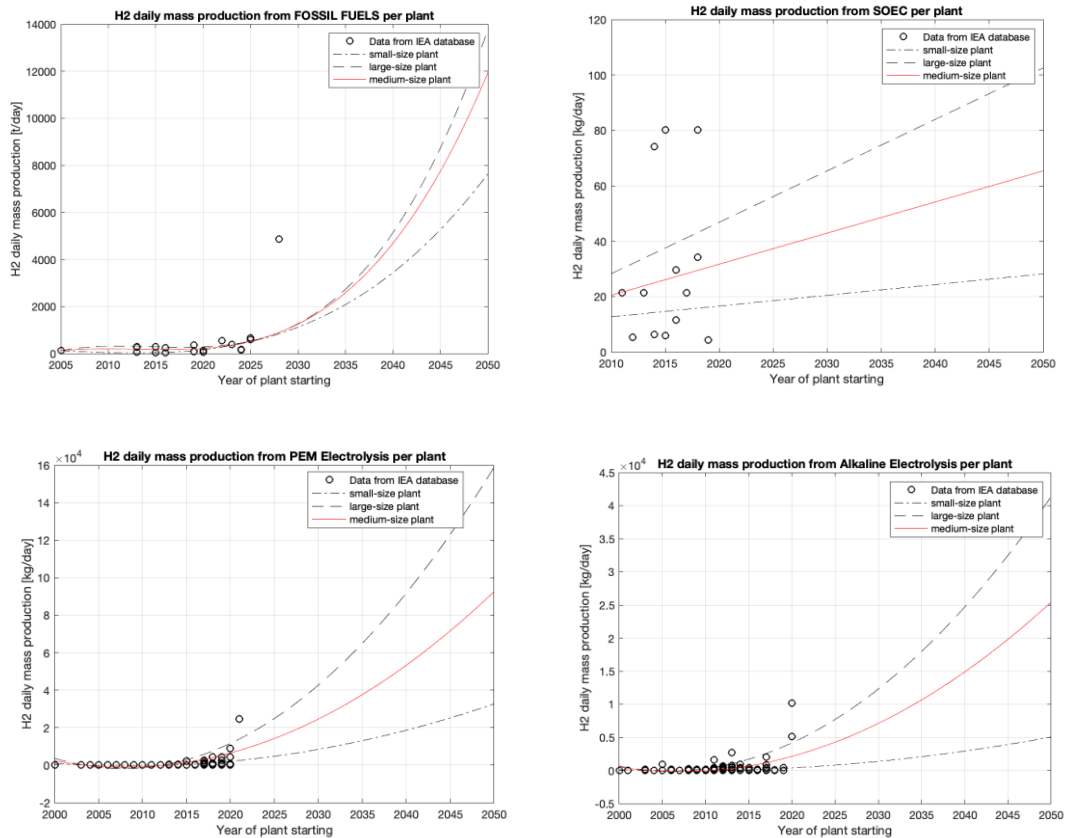 H2 daily mass production from FOSSIL FUELS per plant
Data from IEA database
small-size plant
large-size plant
medium-size plant
14000
12000
10000
8000
6000
4000
2000
0
H2 daily mass production [t/day]
2005 2010 2015 2020 2025 2030 2035 2040 2045 2050
Year of plant starting
H2 daily mass production from SOEC per plant
Data from IEA database
small-size plant
large-size plant
medium-size plant
120
100
80
60
40
20
0
H2 daily mass production [kg/day]
2010 2015 2020 2025 2030 2035 2040 2045 2050
Year of plant starting
H2 daily mass production from PEM Electrolysis per plant
×10⁴
Data from IEA database
small-size plant
large-size plant
medium-size plant
16
14
12
10
8
6
4
2
0
-2
H2 daily mass production [kg/day]
2000 2005 2010 2015 2020 2025 2030 2035 2040 2045 2050
Year of plant starting
H2 daily mass production from Alkaline Electrolysis per plant
×10⁴
Data from IEA database
small-size plant
large-size plant
medium-size plant
4.5
4
3.5
3
2.5
2
1.5
1
0.5
0
-0.5
H2 daily mass production [kg/day]
2000 2005 2010 2015 2020 2025 2030 2035 2040 2045 2050
Year of plant starting